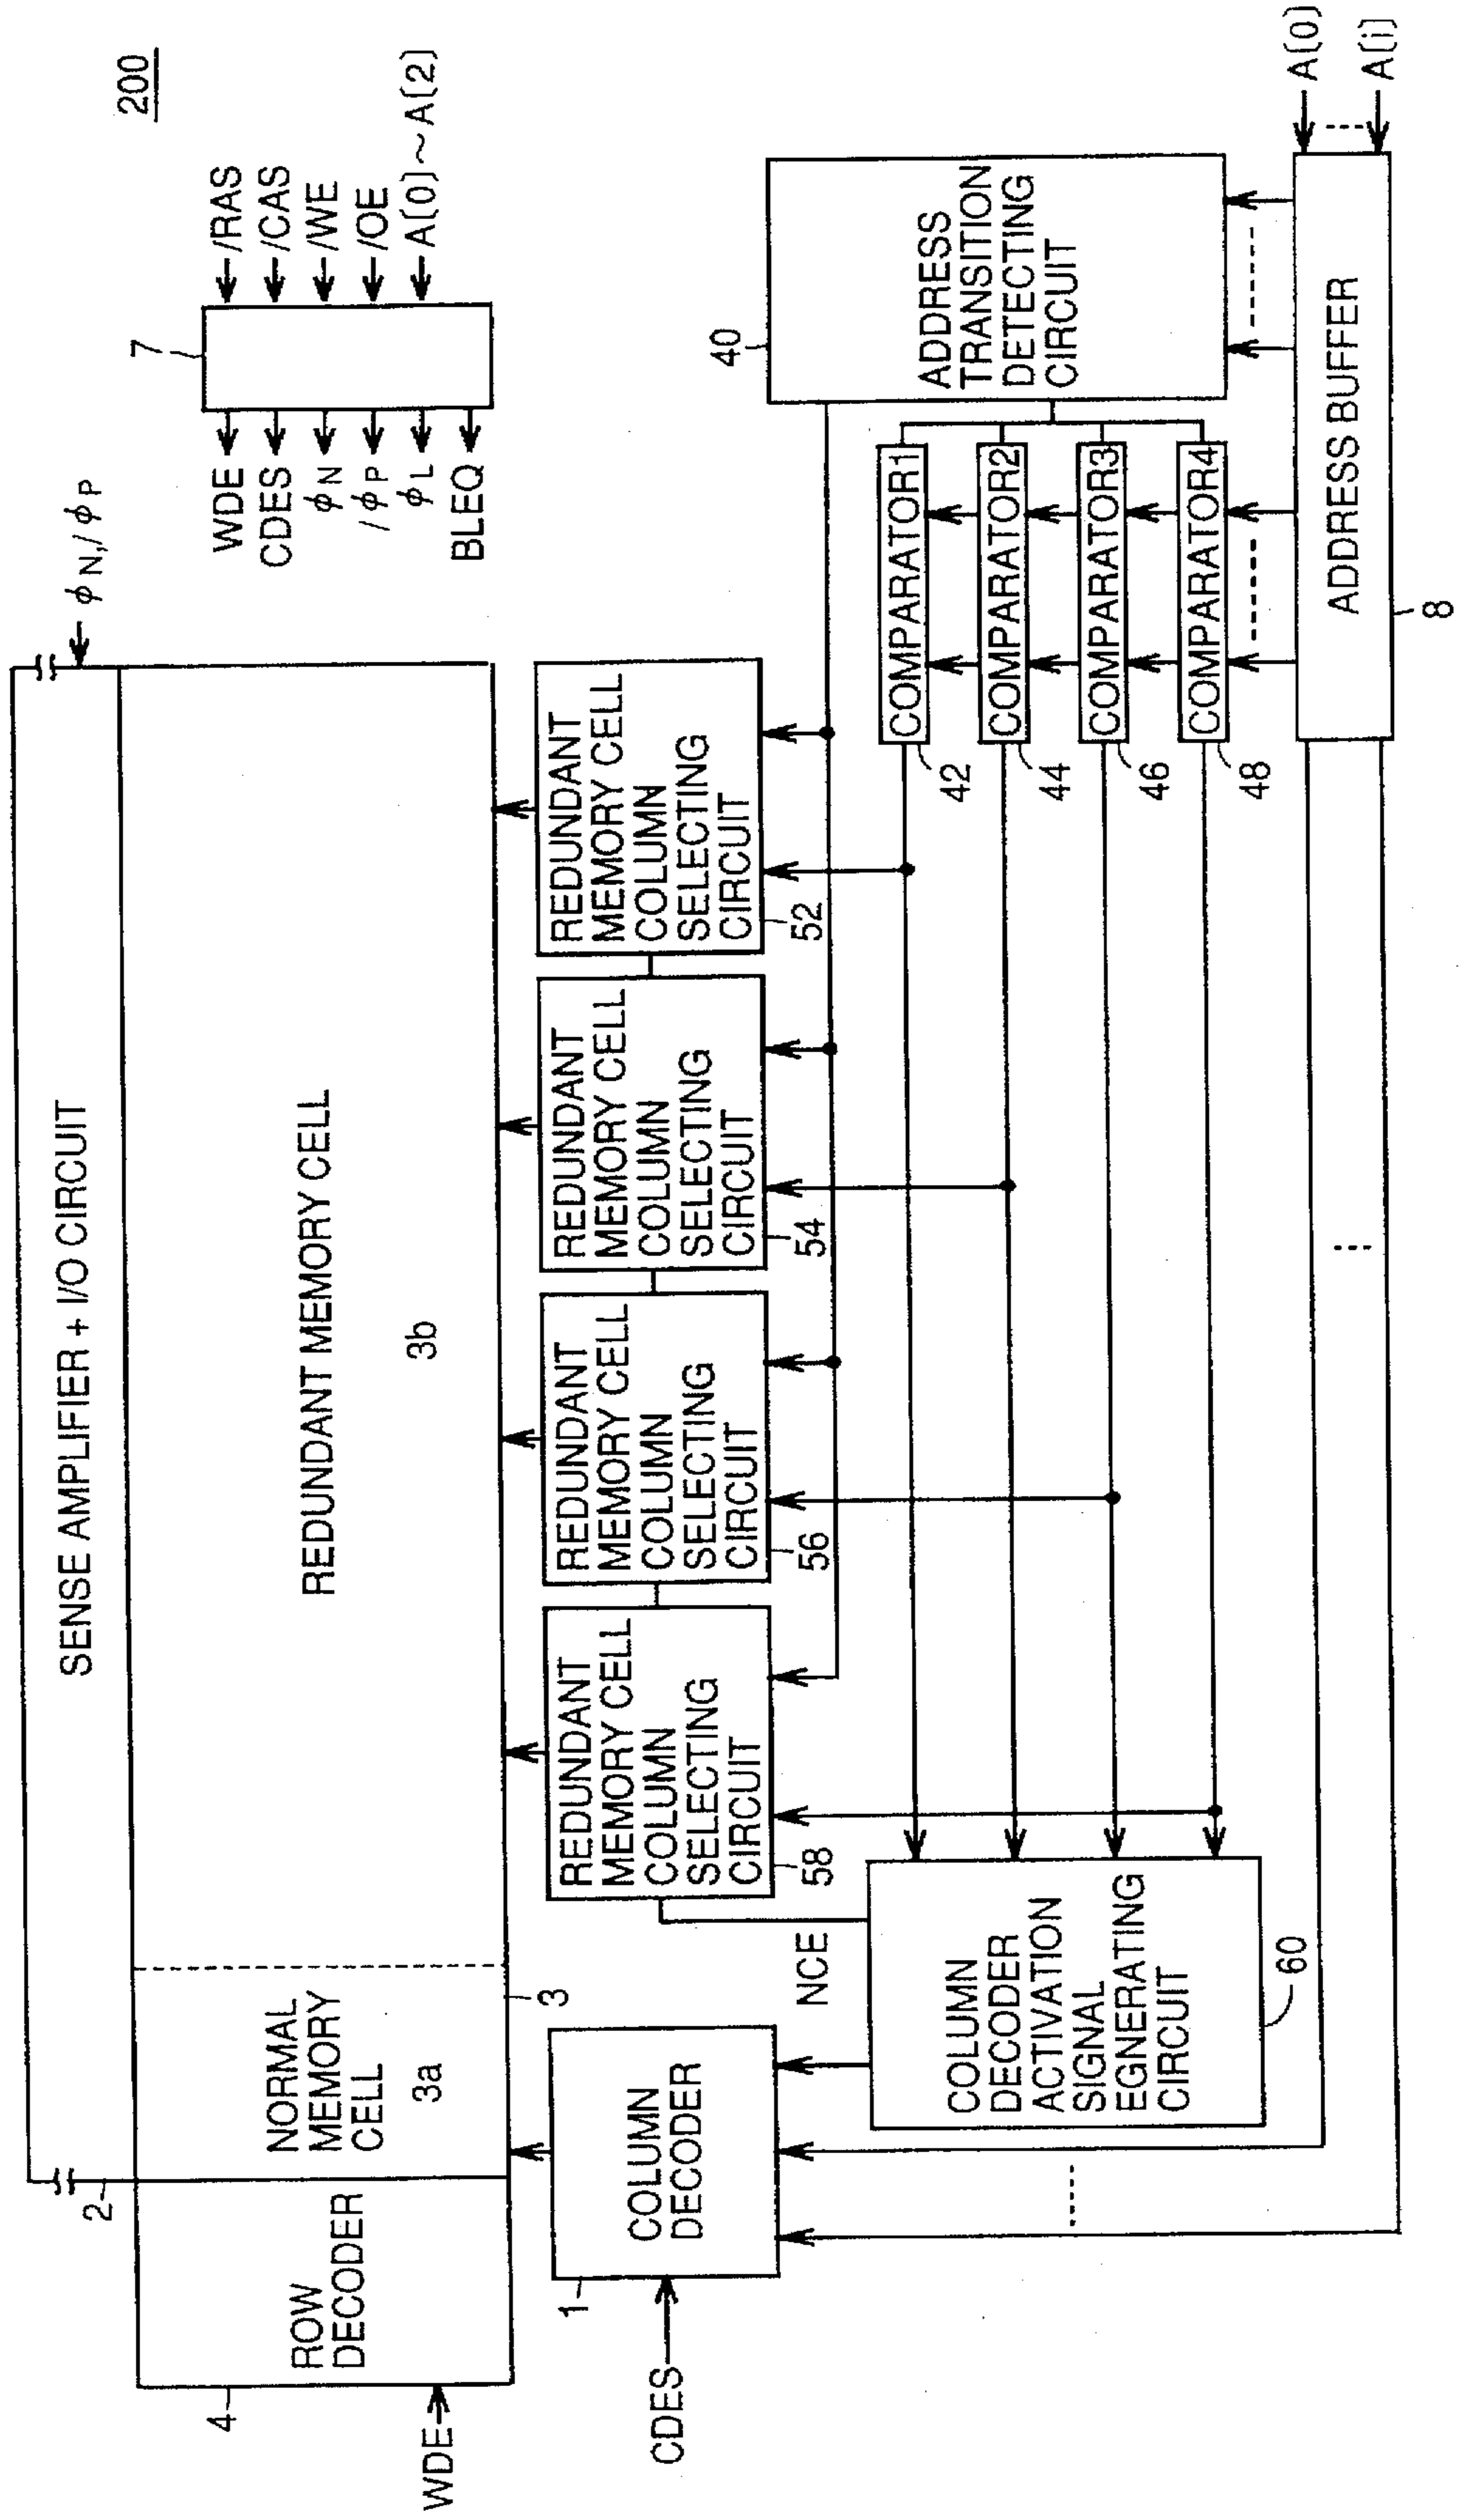 200
SENSE AMPLIFIER + I/O CIRCUIT
ϕN,/ϕP
2
ROW
DECODER
4
WDE
NORMAL
MEMORY
CELL
3a
REDUNDANT MEMORY CELL
3b
3
7
/RAS
/CAS
/WE
/OE
A(0)~A(2)
WDE
CDES
ϕN
/ϕP
ϕL
BLEQ
COLUMN
DECODER
1
CDES
REDUNDANT
MEMORY CELL
COLUMN
SELECTING
CIRCUIT
58
REDUNDANT
MEMORY CELL
COLUMN
SELECTING
CIRCUIT
56
REDUNDANT
MEMORY CELL
COLUMN
SELECTING
CIRCUIT
54
REDUNDANT
MEMORY CELL
COLUMN
SELECTING
CIRCUIT
52
NCE
COLUMN
DECODER
ACTIVATION
SIGNAL
EGNERATING
CIRCUIT
60
COMPARATOR1
42
COMPARATOR2
44
COMPARATOR3
46
COMPARATOR4
48
40
ADDRESS
TRANSITION
DETECTING
CIRCUIT
ADDRESS BUFFER
8
A(0)
A(i)